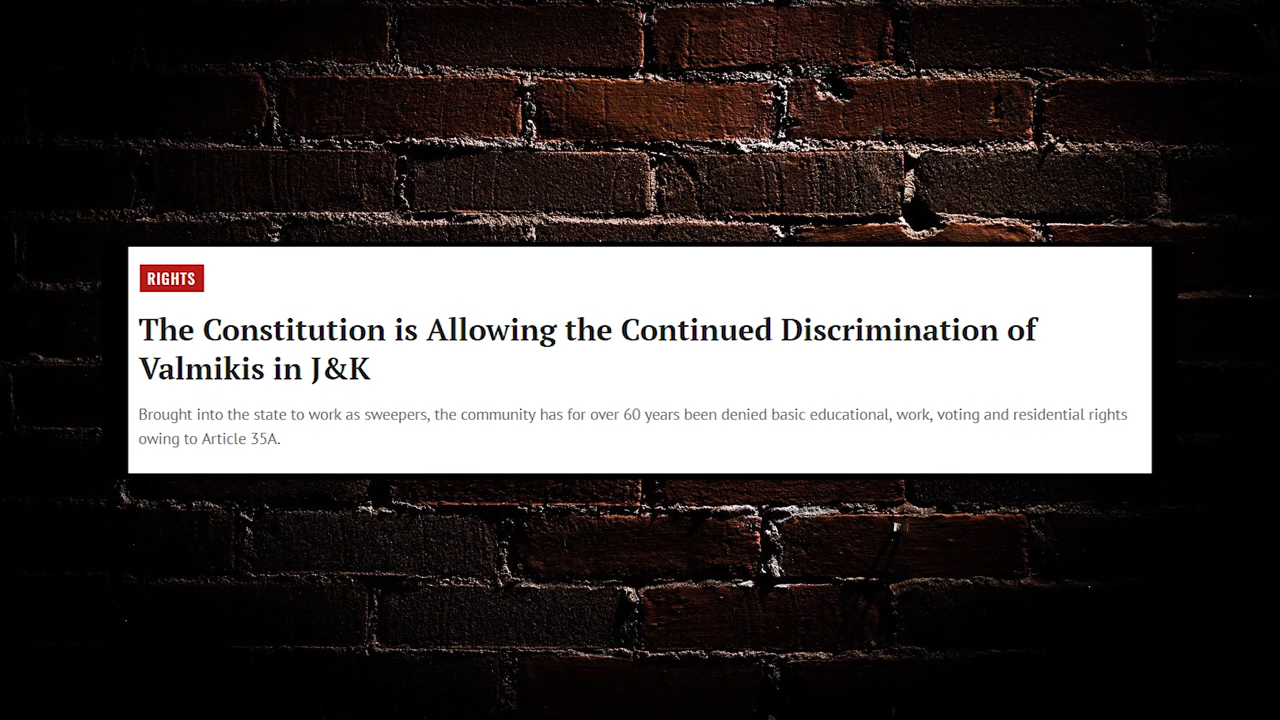 RIGHTS
The Constitution is Allowing the Continued Discrimination of
Valmikis in J&K
Brought into the state to work as sweepers, the community has for over 60 years been denied basic educational, work, voting and residential rights
owing to Article 35A.